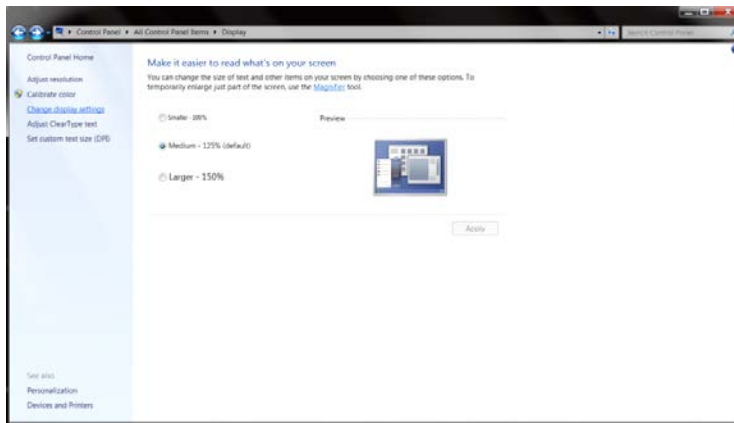 Control Panel ▸ All Control Panel Items ▸ Display
Search Control Panel
Control Panel Home
Adjust resolution
Calibrate color
Change display settings
Adjust ClearType text
Set custom text size (DPI)
Make it easier to read what's on your screen
You can change the size of text and other items on your screen by choosing one of these options. To
temporarily enlarge just part of the screen, use the Magnifier tool.
Smaller - 100%
Preview
Medium - 125% (default)
Larger - 150%
Apply
See also
Personalization
Devices and Printers